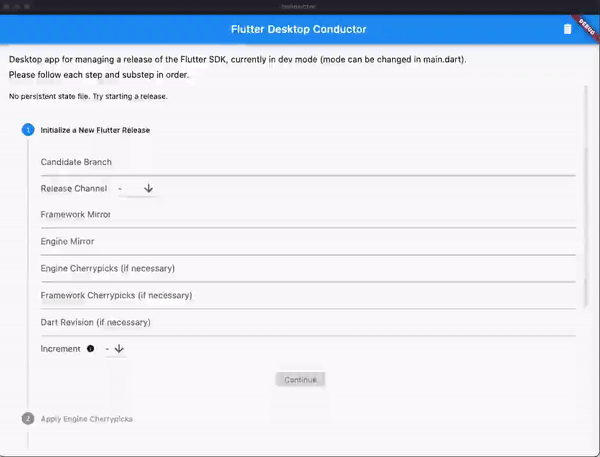 conductor
Flutter Desktop Conductor
DEBUG
Desktop app for managing a release of the Flutter SDK, currently in dev mode (mode can be changed in main.dart).
Please follow each step and substep in order.
No persistent state file. Try starting a release.
1 Initialize a New Flutter Release
Candidate Branch
Release Channel -
Framework Mirror
Engine Mirror
Engine Cherrypicks (if necessary)
Framework Cherrypicks (if necessary)
Dart Revision (if necessary)
Increment -
Continue
2 Apply Engine Cherrypicks